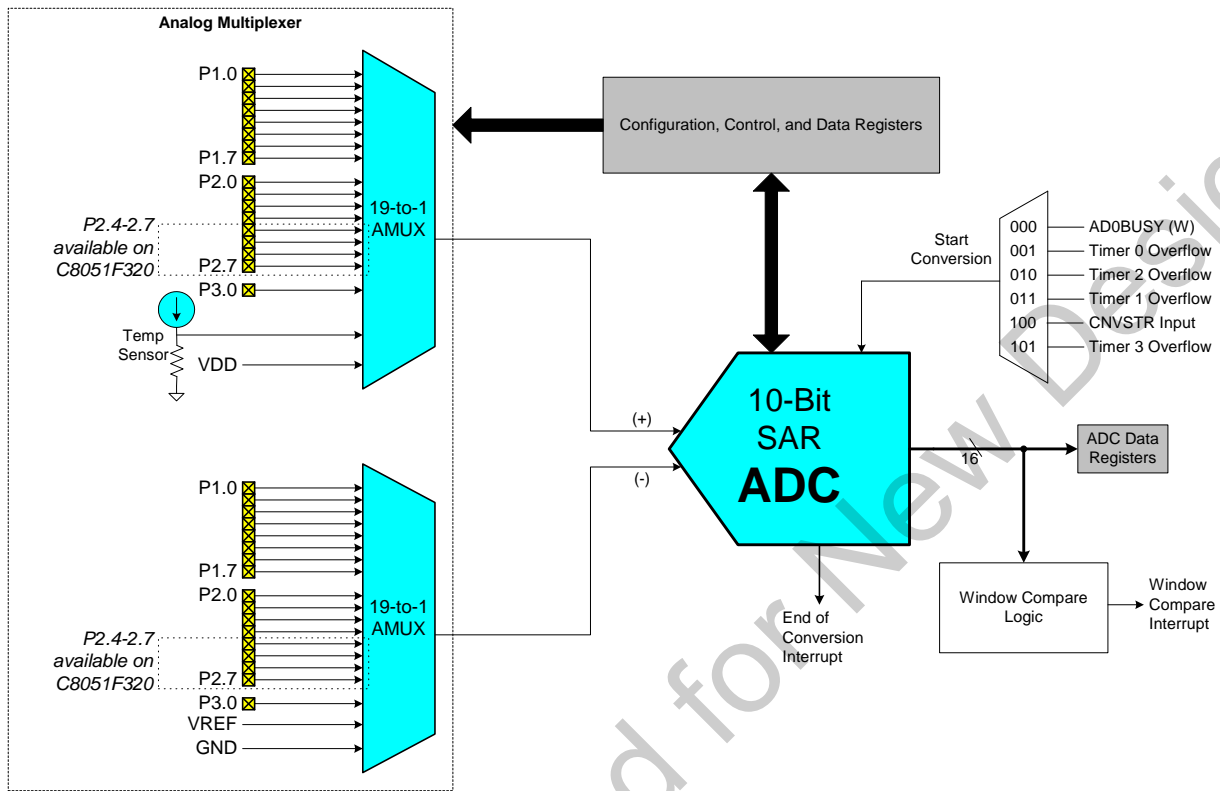 Analog Multiplexer
P1.0
P1.7
P2.0
P2.4-2.7
available on
C8051F320
P2.7
P3.0
Temp
Sensor
VDD
19-to-1
AMUX
Configuration, Control, and Data Registers
Start
Conversion
000
001
010
011
100
101
AD0BUSY (W)
Timer 0 Overflow
Timer 2 Overflow
Timer 1 Overflow
CNVSTR Input
Timer 3 Overflow
(+)
(-)
10-Bit
SAR
ADC
16
ADC Data
Registers
End of
Conversion
Interrupt
Window Compare
Logic
Window
Compare
Interrupt
P1.0
P1.7
P2.0
P2.4-2.7
available on
C8051F320
P2.7
P3.0
VREF
GND
19-to-1
AMUX
d for New Desig